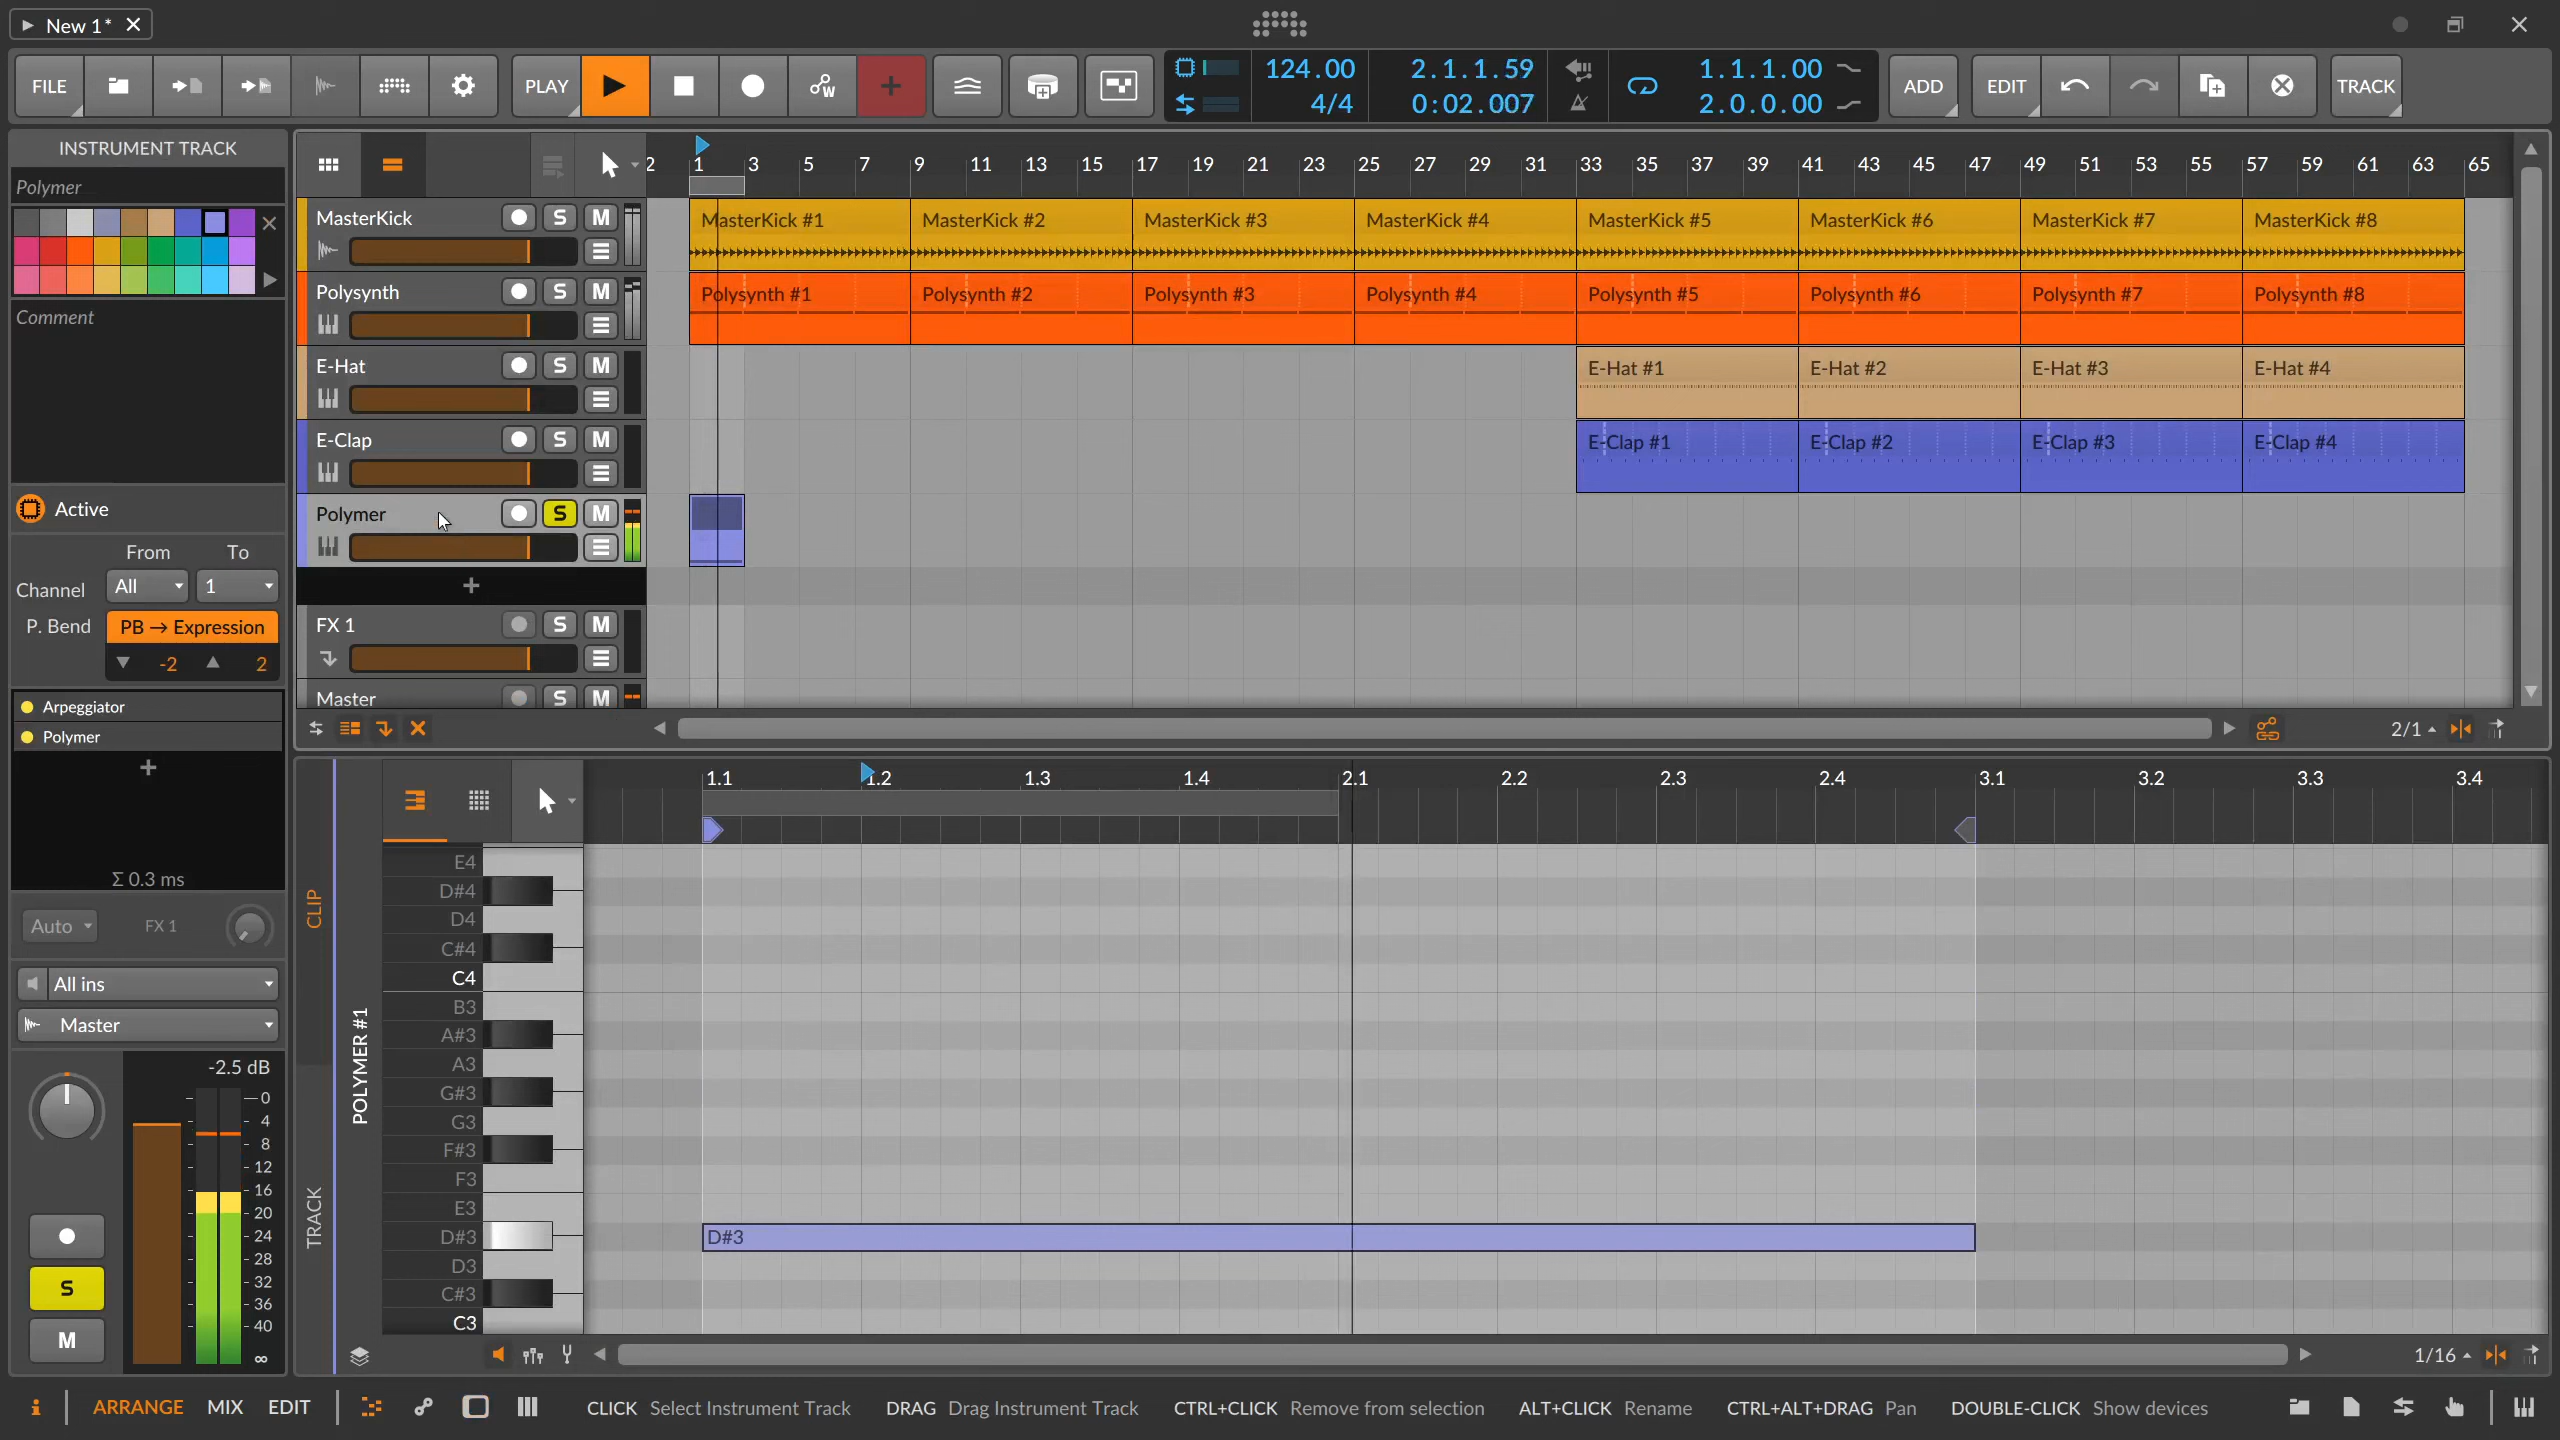 New 1*
FILE
PLAY
124.00
4/4
2.1.1.59
0:02.007
1.1.1.00
2.0.0.00
ADD
EDIT
TRACK
INSTRUMENT TRACK
Polymer
Comment
Active
From To
Channel All 1
P. Bend PB → Expression
-2 2
Arpeggiator
Polymer
+
Σ 0.3 ms
Auto FX 1
All ins
Master
-2.5 dB
0
4
8
12
16
20
24
28
32
36
40
∞
S
M
2 1 3 5 7 9 11 13 15 17 19 21 23 25 27 29 31 33 35 37 39 41 43 45 47 49 51 53 55 57 59 61 63 65
MasterKick S M
MasterKick #1 MasterKick #2 MasterKick #3 MasterKick #4 MasterKick #5 MasterKick #6 MasterKick #7 MasterKick #8
Polysynth S M
Polysynth #1 Polysynth #2 Polysynth #3 Polysynth #4 Polysynth #5 Polysynth #6 Polysynth #7 Polysynth #8
E-Hat S M
E-Hat #1 E-Hat #2 E-Hat #3 E-Hat #4
E-Clap S M
E-Clap #1 E-Clap #2 E-Clap #3 E-Clap #4
Polymer S M
+
FX 1 S M
Master S M
2/1
CLIP
TRACK
POLYMER #1
1.1 1.2 1.3 1.4 2.1 2.2 2.3 2.4 3.1 3.2 3.3 3.4
E4
D#4
D4
C#4
C4
B3
A#3
A3
G#3
G3
F#3
F3
E3
D#3 D#3
D3
C#3
C3
1/16
i ARRANGE MIX EDIT CLICK Select Instrument Track DRAG Drag Instrument Track CTRL+CLICK Remove from selection ALT+CLICK Rename CTRL+ALT+DRAG Pan DOUBLE-CLICK Show devices